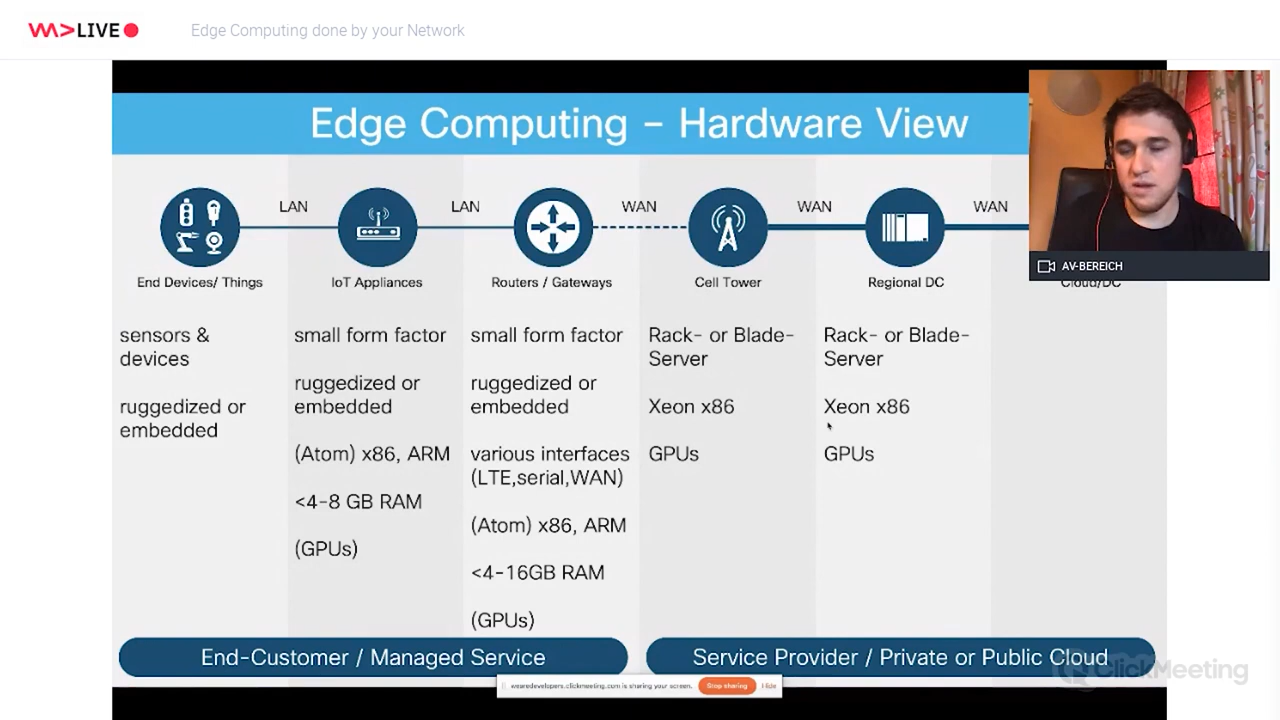 WA>LIVE
Edge Computing done by your Network
Edge Computing – Hardware View
LAN
LAN
WAN
WAN
WAN
End Devices/ Things
IoT Appliances
Routers / Gateways
Cell Tower
Regional DC
Cloud/DC
AV-BEREICH
sensors &
devices
ruggedized or
embedded
small form factor
ruggedized or
embedded
(Atom) x86, ARM
<4-8 GB RAM
(GPUs)
small form factor
ruggedized or
embedded
various interfaces
(LTE,serial,WAN)
(Atom) x86, ARM
<4-16GB RAM
(GPUs)
Rack- or Blade-
Server
Xeon x86
GPUs
Rack- or Blade-
Server
Xeon x86
GPUs
End-Customer / Managed Service
Service Provider / Private or Public Cloud
ClickMeeting
wearedevelopers.clickmeeting.com is sharing your screen.
Stop sharing
Hide